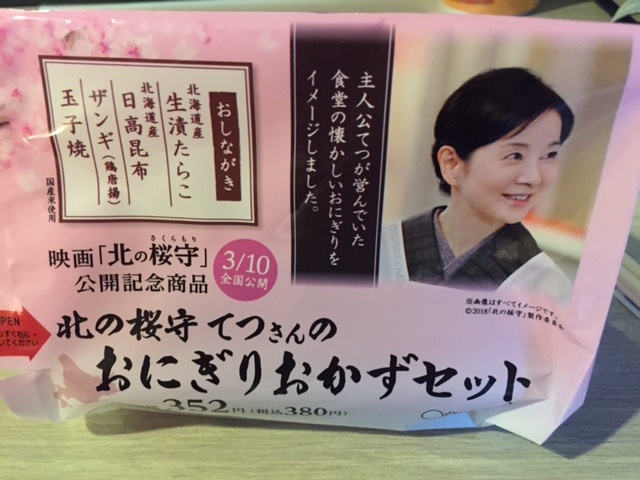 おしながき
北海道産
生漬たらこ
北海道産
日高昆布
ザンギ(鶏唐揚)
玉子焼
国産米使用
主人公てつが営んでいた
食堂の懐かしいおにぎりを
イメージしました。
さくらもり
映画「北の桜守」
公開記念商品
3/10
全国公開
※画像はすべてイメージです。
©2018「北の桜守」製作委員会
PEN
北の桜守 てつさんの
おにぎりおかずセット
352円(税込380円)